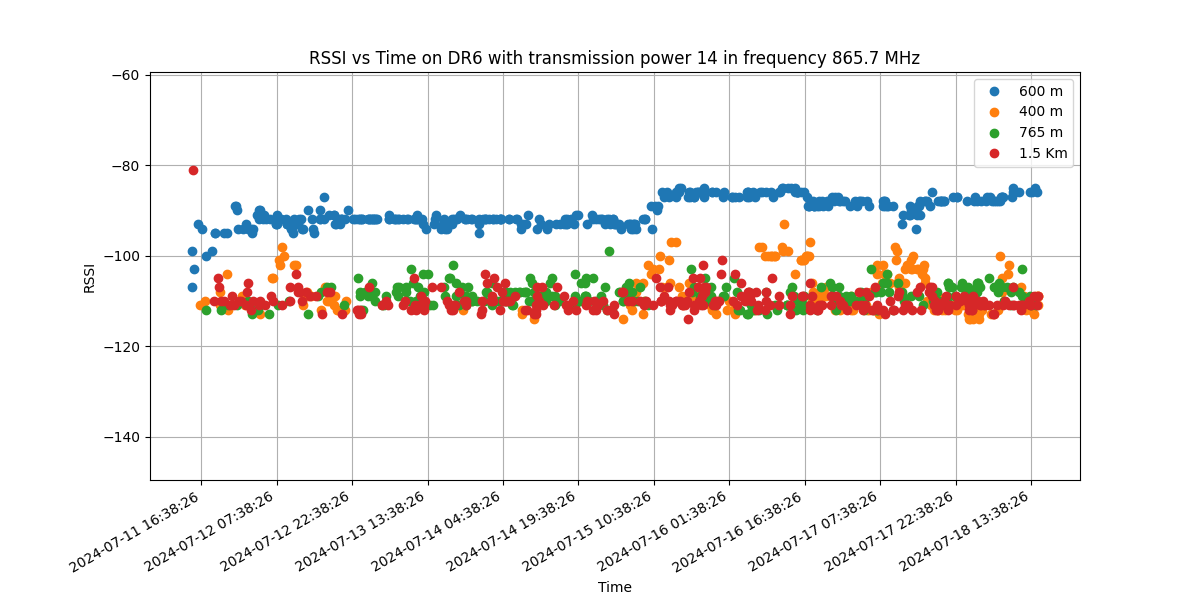 RSSI vs Time on DR6 with transmission power 14 in frequency 865.7 MHz
−60
−80
−100
−120
−140
RSSI
600 m
400 m
765 m
1.5 Km
2024-07-11 16:38:26
2024-07-12 07:38:26
2024-07-12 22:38:26
2024-07-13 13:38:26
2024-07-14 04:38:26
2024-07-14 19:38:26
2024-07-15 10:38:26
2024-07-16 01:38:26
2024-07-16 16:38:26
2024-07-17 07:38:26
2024-07-17 22:38:26
2024-07-18 13:38:26
Time